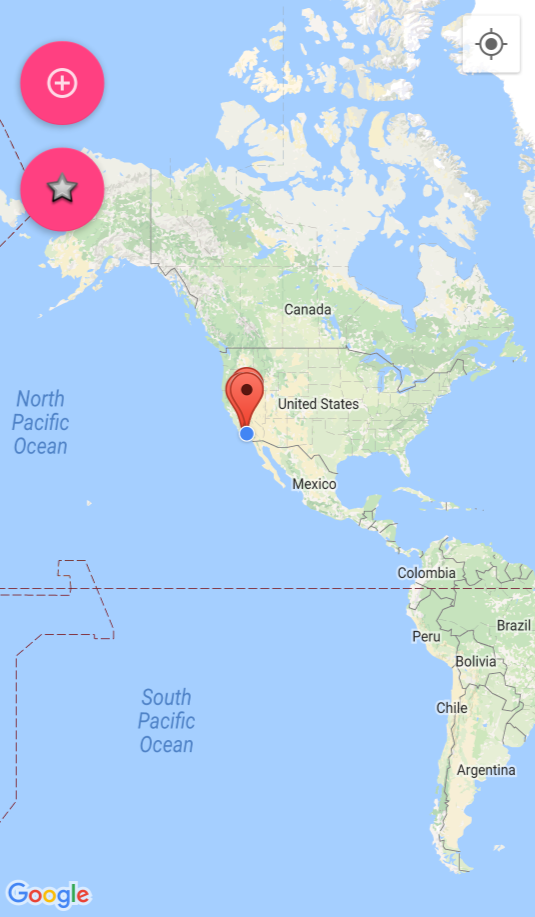 Canada
North
Pacific
Ocean
United States
Mexico
Colombia
Brazil
Peru
Bolivia
South
Pacific
Ocean
Chile
Argentina
Google